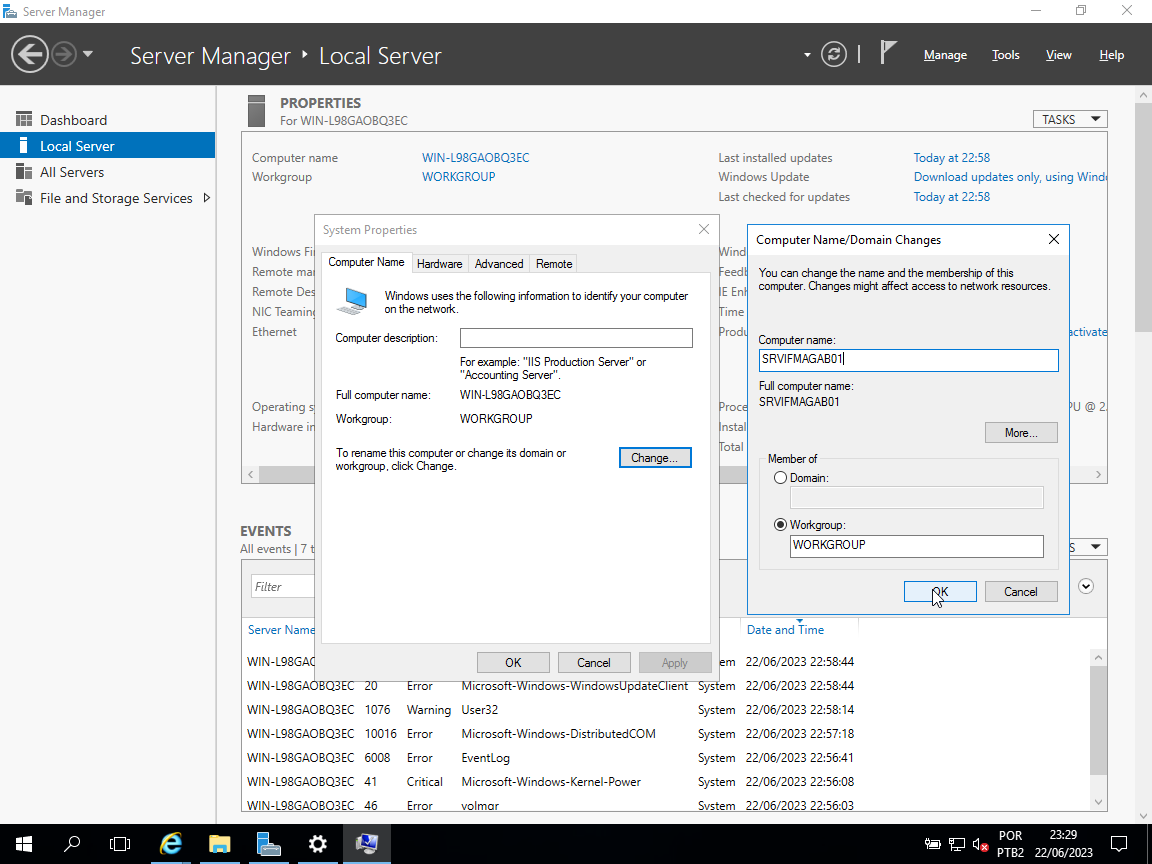 Server Manager
Server Manager ‣ Local Server
Manage Tools View Help
Dashboard
Local Server
All Servers
File and Storage Services
PROPERTIES
For WIN-L98GAOBQ3EC
TASKS
Computer name WIN-L98GAOBQ3EC
Workgroup WORKGROUP
Last installed updates Today at 22:58
Windows Update Download updates only, using Windo
Last checked for updates Today at 22:58
Windows Fi
Remote ma
Remote Des
NIC Teaming
Ethernet
Operating s
Hardware in
Wind
Feedb
IE Enh
Time
Produ activate
Proce PU @ 2.
Instal
Total
System Properties
Computer Name Hardware Advanced Remote
Windows uses the following information to identify your computer
on the network.
Computer description:
For example: "IIS Production Server" or
"Accounting Server".
Full computer name: WIN-L98GAOBQ3EC
Workgroup: WORKGROUP
To rename this computer or change its domain or
workgroup, click Change.
Change...
OK Cancel Apply
Computer Name/Domain Changes
You can change the name and the membership of this
computer. Changes might affect access to network resources.
Computer name:
SRVIFMAGAB01
Full computer name:
SRVIFMAGAB01
More...
Member of
Domain:
Workgroup:
WORKGROUP
OK Cancel
EVENTS
All events | 7 t
S
Filter
Server Name Date and Time
WIN-L98GAO em 22/06/2023 22:58:44
WIN-L98GAOBQ3EC 20 Error Microsoft-Windows-WindowsUpdateClient System 22/06/2023 22:58:44
WIN-L98GAOBQ3EC 1076 Warning User32 System 22/06/2023 22:58:14
WIN-L98GAOBQ3EC 10016 Error Microsoft-Windows-DistributedCOM System 22/06/2023 22:57:18
WIN-L98GAOBQ3EC 6008 Error EventLog System 22/06/2023 22:56:41
WIN-L98GAOBQ3EC 41 Critical Microsoft-Windows-Kernel-Power System 22/06/2023 22:56:08
WIN-L98GAOBQ3EC 46 Error volmgr System 22/06/2023 22:56:03
POR
PTB2
23:29
22/06/2023